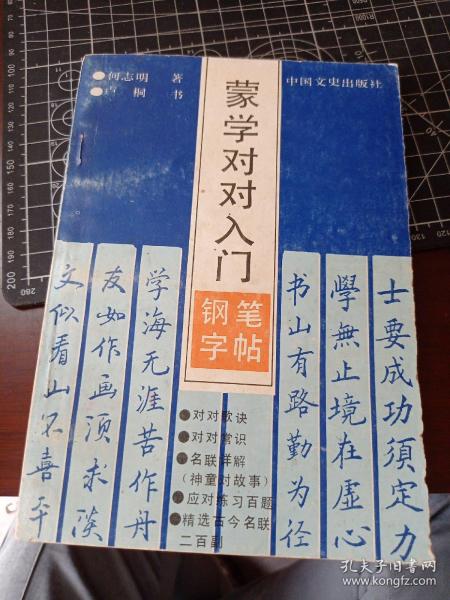 何志明 著
卢桐 书
中国文史出版社
蒙学对对入门
钢笔
字帖
士要成功须定力
學無止境在虚心
书山有路勤为径
学海无涯苦作舟
友如作画须求淡
文似看山不喜平
对对歌诀
对对常识
名联详解
(神童对故事)
应对练习百题
精选古今名联
二百副
孔夫子旧书网
www.kongfz.com